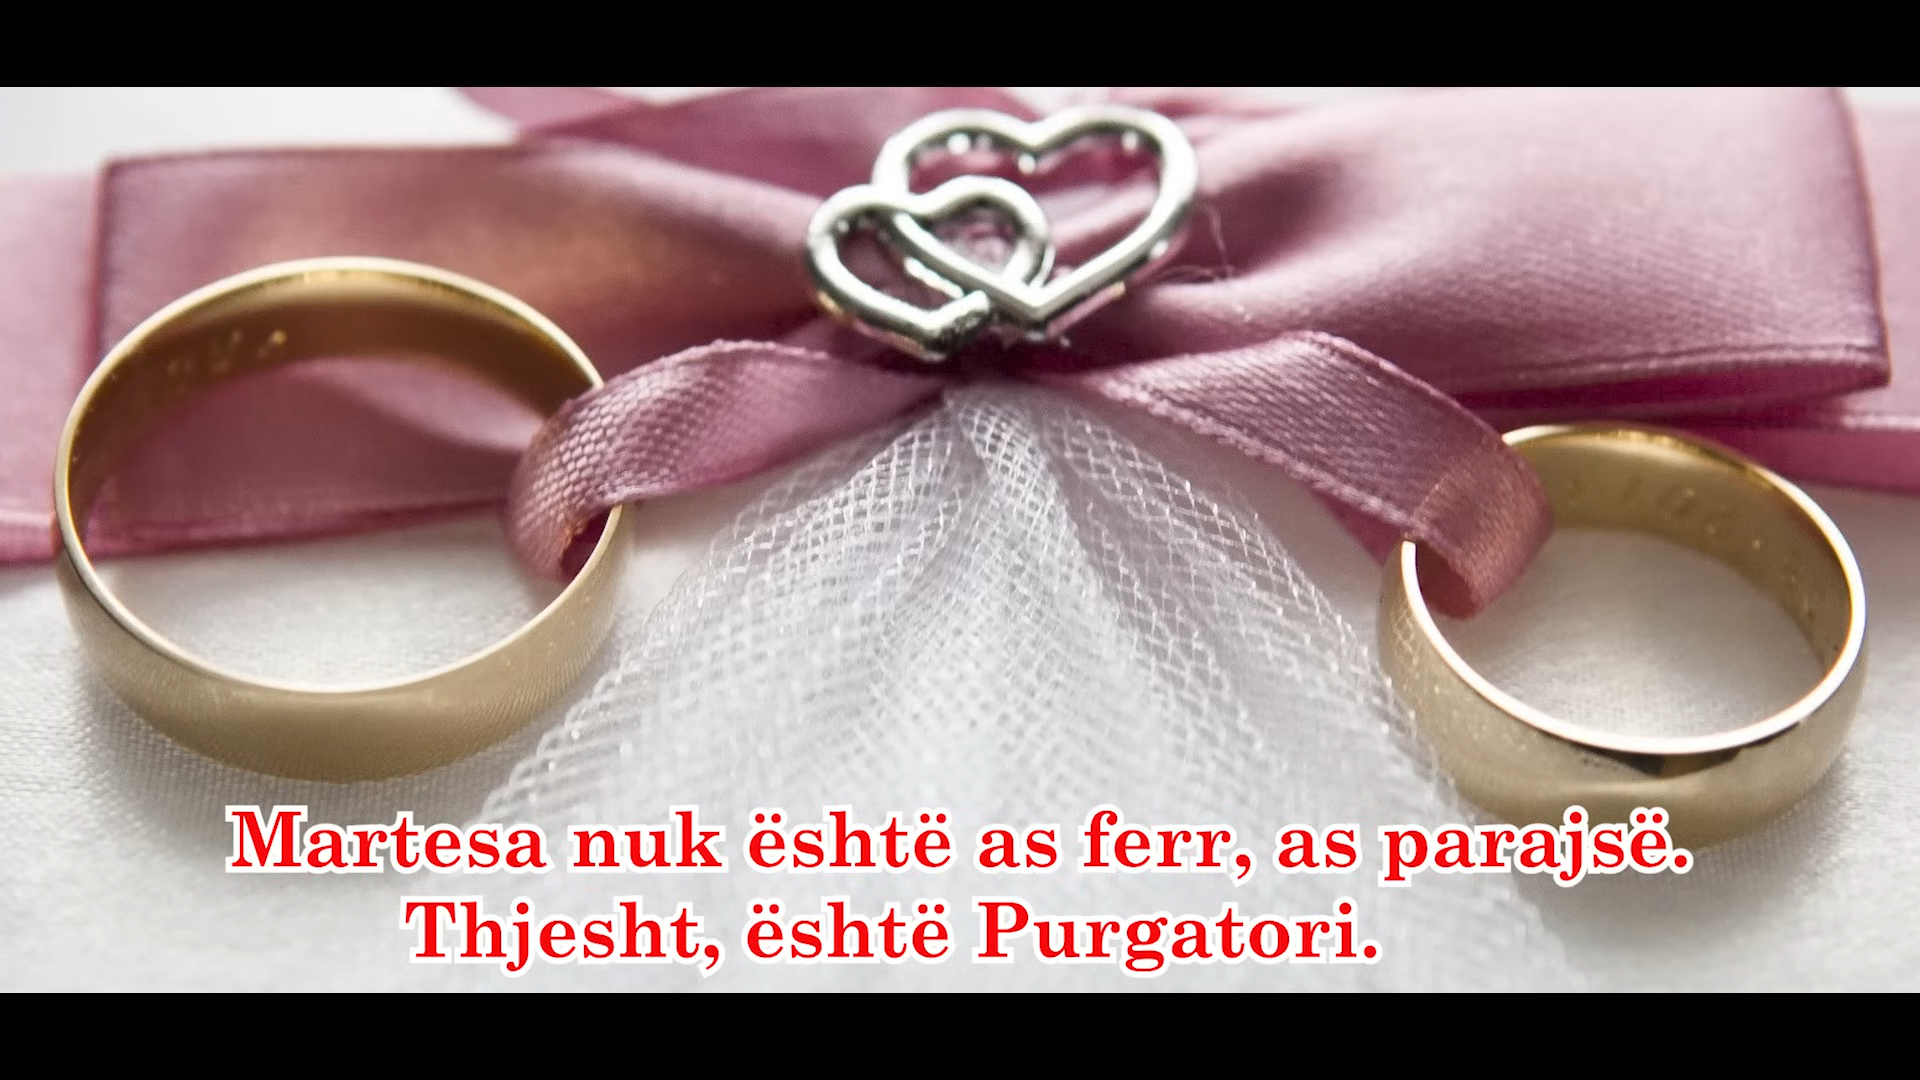 Martesa nuk është as ferr, as parajsë.
Thjesht, është Purgatori.